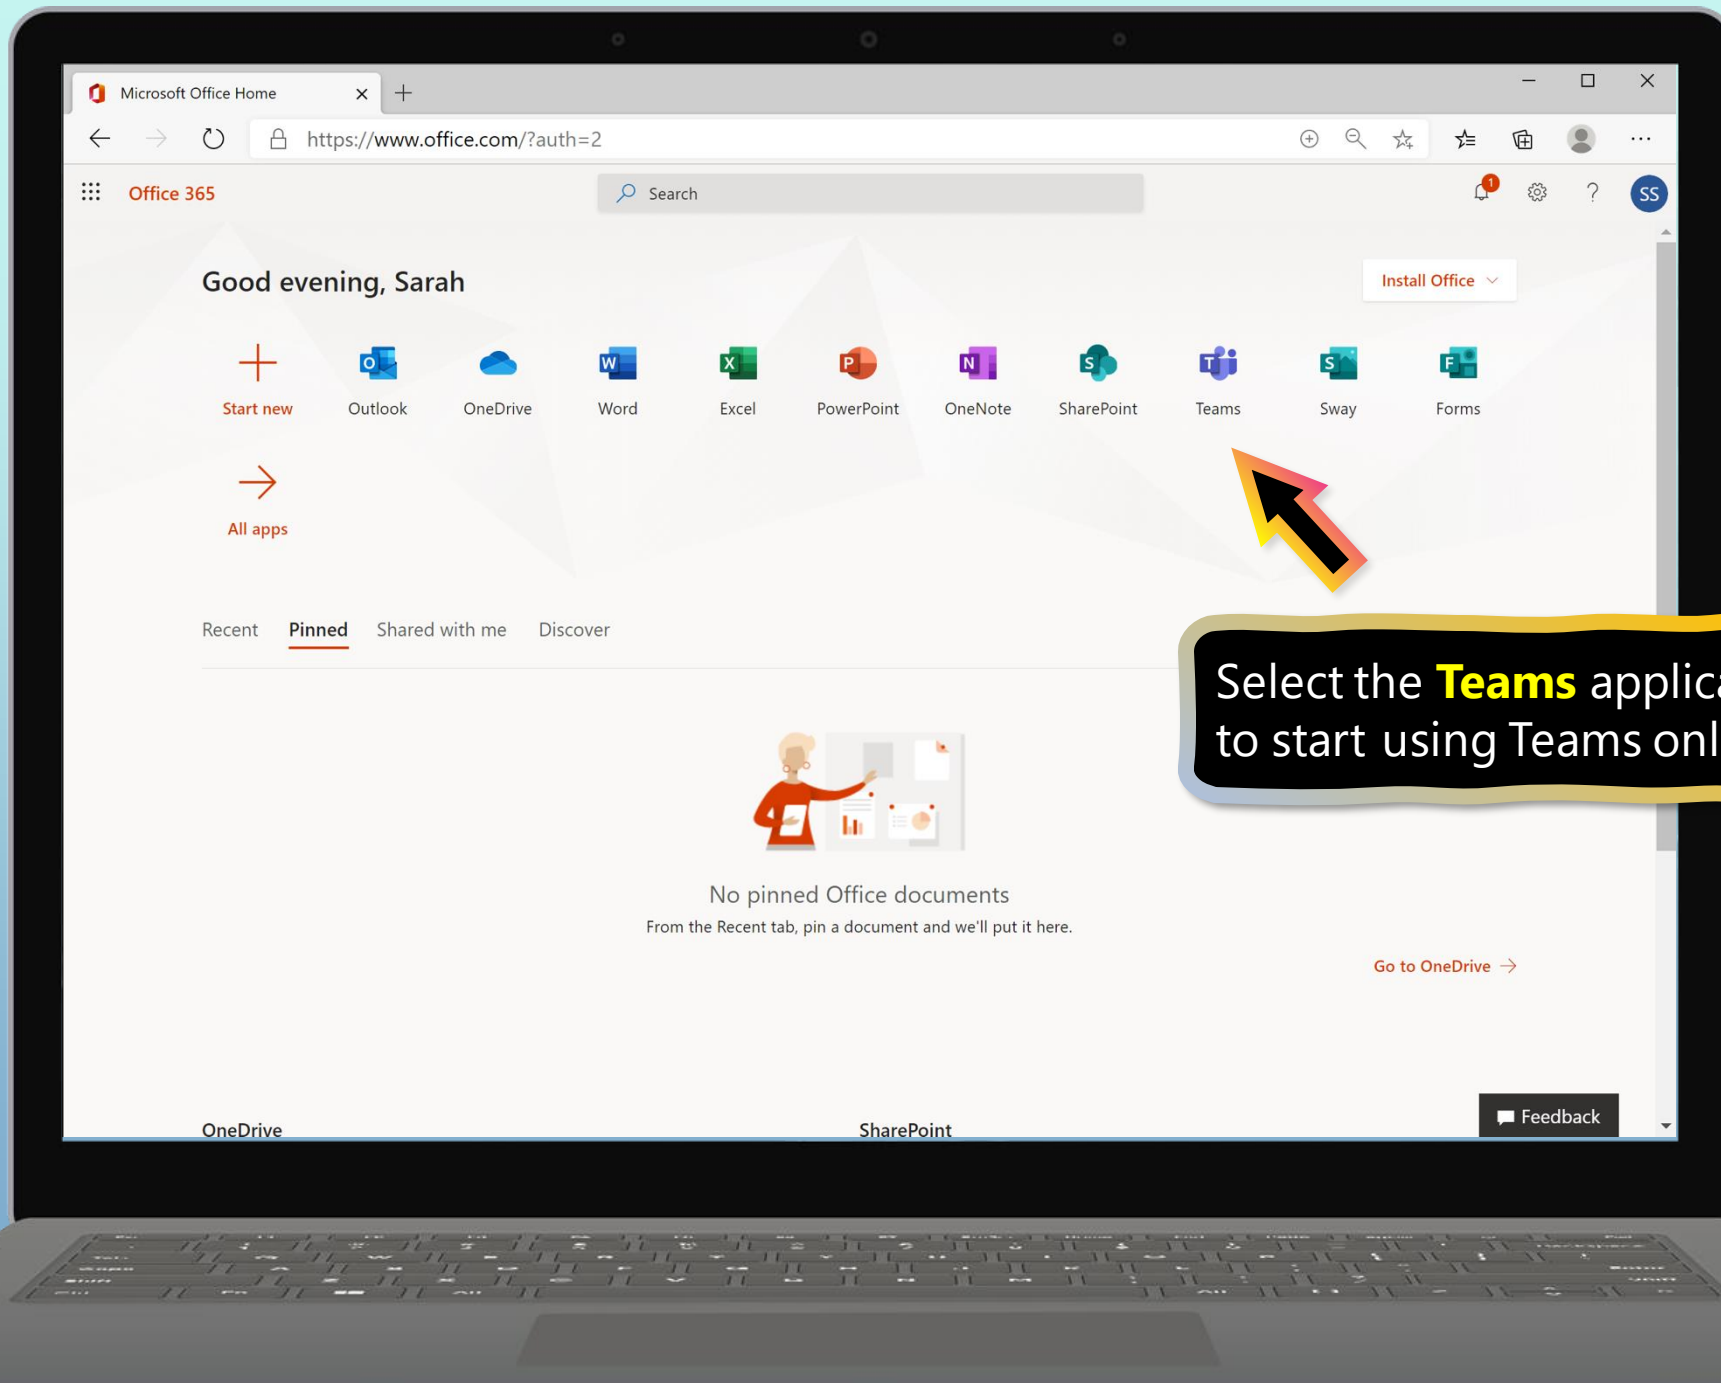 Microsoft Office Home
https://www.office.com/?auth=2
Office 365
Search
1
?
SS
Good evening, Sarah
Install Office
Start new
Outlook
OneDrive
Word
Excel
PowerPoint
OneNote
SharePoint
Teams
Sway
Forms
All apps
Recent
Pinned
Shared with me
Discover
Select the Teams applica
to start using Teams onl
No pinned Office documents
From the Recent tab, pin a document and we'll put it here.
Go to OneDrive
OneDrive
SharePoint
Feedback